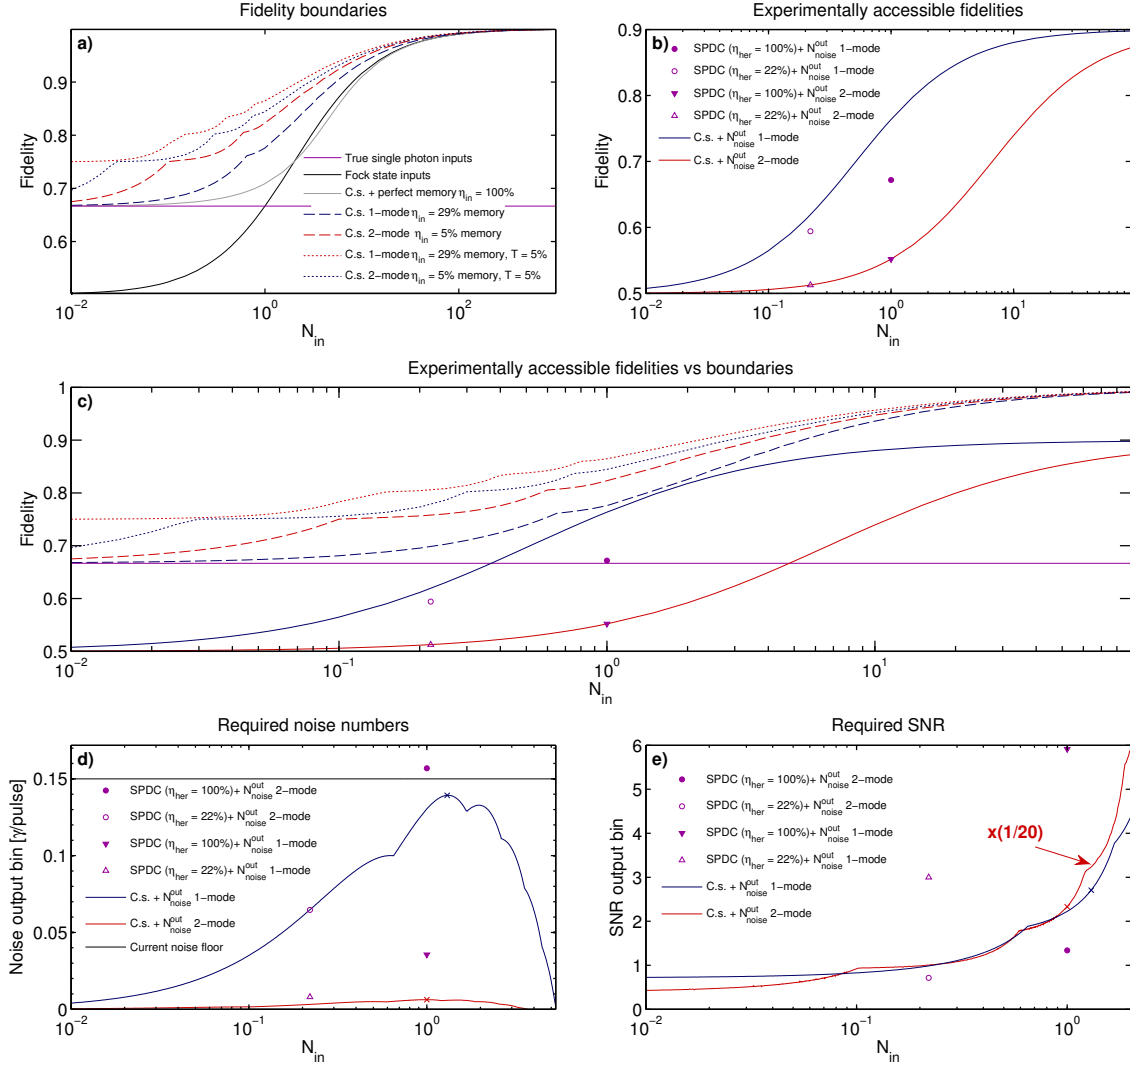 Fidelity boundaries
a)
0.9
0.8
0.7
0.6
Fidelity
True single photon inputs
Fock state inputs
C.s. + perfect memory η_in = 100%
C.s. 1−mode η_in = 29% memory
C.s. 2−mode η_in = 5% memory
C.s. 1−mode η_in = 29% memory, T = 5%
C.s. 2−mode η_in = 5% memory, T = 5%
10^−2 10^0 10^2
N_in
Experimentally accessible fidelities
b)
0.9
0.8
0.7
0.6
0.5
Fidelity
SPDC (η_her = 100%)+ N_noise^out 1−mode
SPDC (η_her = 22%)+ N_noise^out 1−mode
SPDC (η_her = 100%)+ N_noise^out 2−mode
SPDC (η_her = 22%)+ N_noise^out 2−mode
C.s. + N_noise^out 1−mode
C.s. + N_noise^out 2−mode
10^−2 10^−1 10^0 10^1
N_in
Experimentally accessible fidelities vs boundaries
c)
1
0.9
0.8
0.7
0.6
0.5
Fidelity
10^−2 10^−1 10^0 10^1
N_in
Required noise numbers
d)
0.15
0.1
0.05
0
Noise output bin [γ/pulse]
SPDC (η_her = 100%)+ N_noise^out 2−mode
SPDC (η_her = 22%)+ N_noise^out 2−mode
SPDC (η_her = 100%)+ N_noise^out 1−mode
SPDC (η_her = 22%)+ N_noise^out 1−mode
C.s. + N_noise^out 1−mode
C.s. + N_noise^out 2−mode
Current noise floor
10^−2 10^−1 10^0
N_in
Required SNR
e)
6
5
4
3
2
1
0
SNR output bin
SPDC (η_her = 100%)+ N_noise^out 2−mode
SPDC (η_her = 22%)+ N_noise^out 2−mode
SPDC (η_her = 100%)+ N_noise^out 1−mode
SPDC (η_her = 22%)+ N_noise^out 1−mode
C.s. + N_noise^out 1−mode
C.s. + N_noise^out 2−mode
x(1/20)
10^−2 10^−1 10^0
N_in